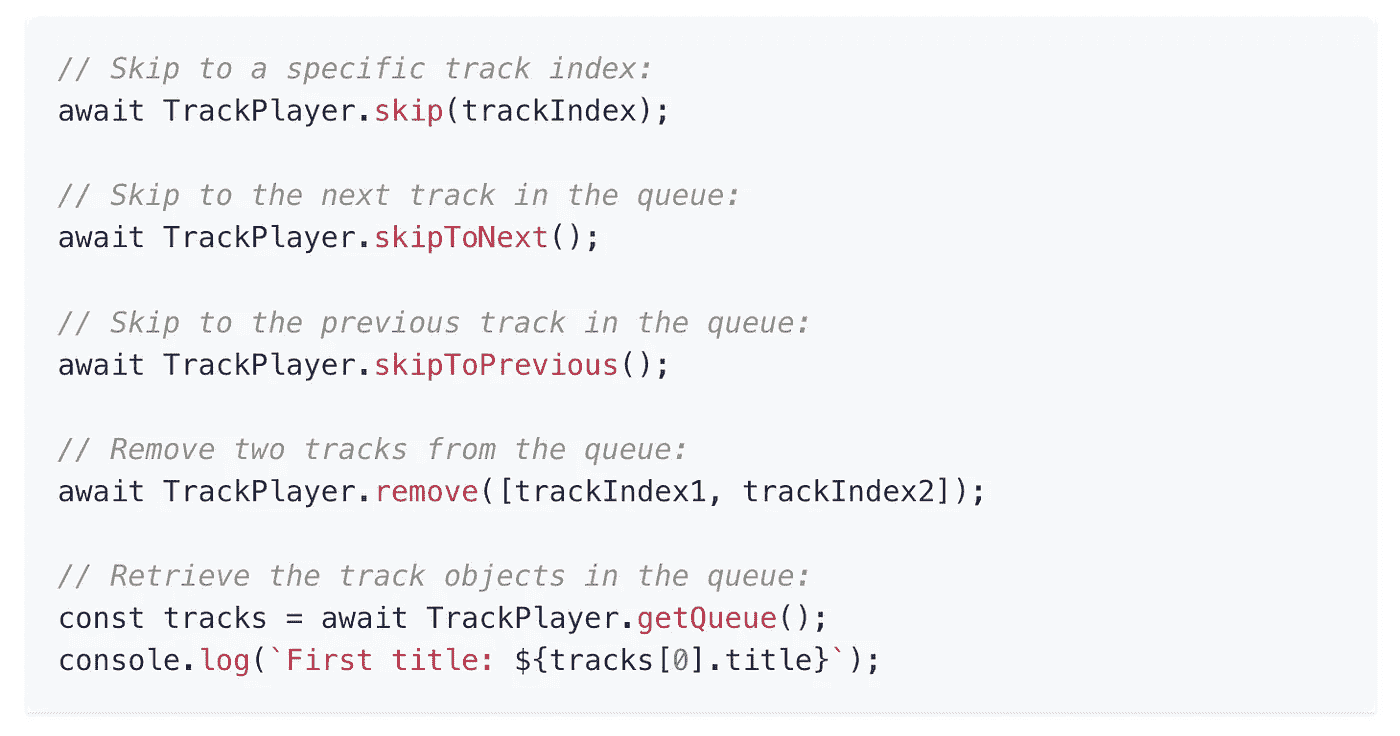 // Skip to a specific track index:
await TrackPlayer.skip(trackIndex);
// Skip to the next track in the queue:
await TrackPlayer.skipToNext();
// Skip to the previous track in the queue:
await TrackPlayer.skipToPrevious();
// Remove two tracks from the queue:
await TrackPlayer.remove([trackIndex1, trackIndex2]);
// Retrieve the track objects in the queue:
const tracks = await TrackPlayer.getQueue();
console.log(`First title: ${tracks[0].title}`);